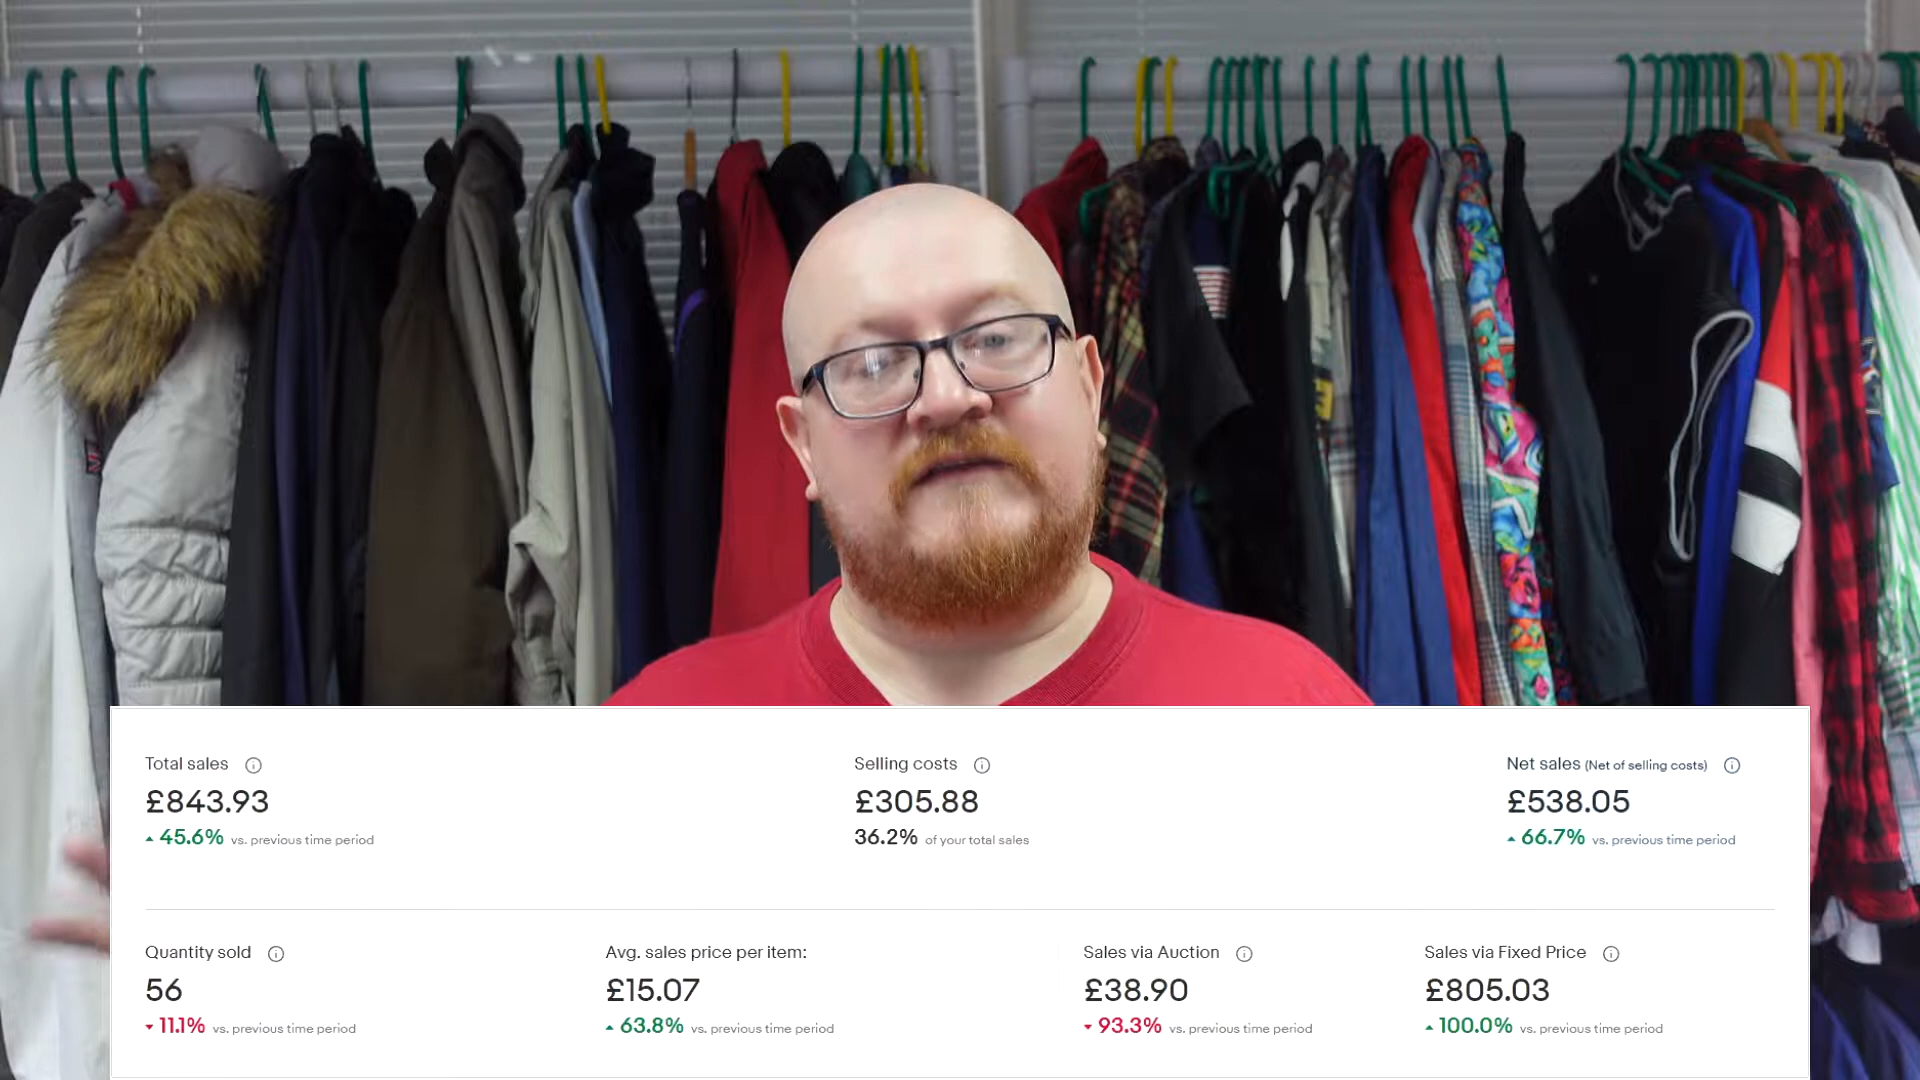 Total sales
£843.93
45.6% vs. previous time period
Selling costs
£305.88
36.2% of your total sales
Net sales (Net of selling costs)
£538.05
66.7% vs. previous time period
Quantity sold
56
11.1% vs. previous time period
Avg. sales price per item:
£15.07
63.8% vs. previous time period
Sales via Auction
£38.90
93.3% vs. previous time period
Sales via Fixed Price
£805.03
100.0% vs. previous time period